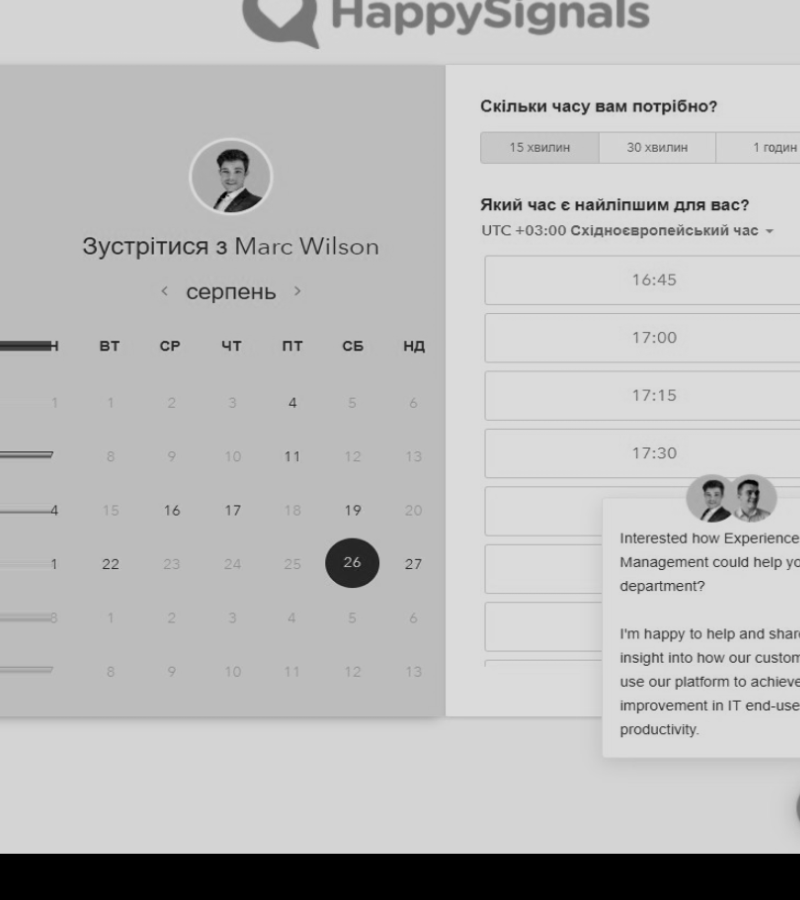 HappySignals
Зустрітися з Marc Wilson
серпень
Н ВТ СР ЧТ ПТ СБ НД
1 1 2 3 4 5 6
8 9 10 11 12 13
4 15 16 17 18 19 20
1 22 23 24 25 26 27
8 1 2 3 4 5 6
8 9 10 11 12 13
Скільки часу вам потрібно?
15 хвилин 30 хвилин 1 годин
Який час є найліпшим для вас?
UTC +03:00 Східноєвропейський час
16:45
17:00
17:15
17:30
Interested how Experience
Management could help yo
department?
I'm happy to help and share
insight into how our custom
use our platform to achieve
improvement in IT end-use
productivity.